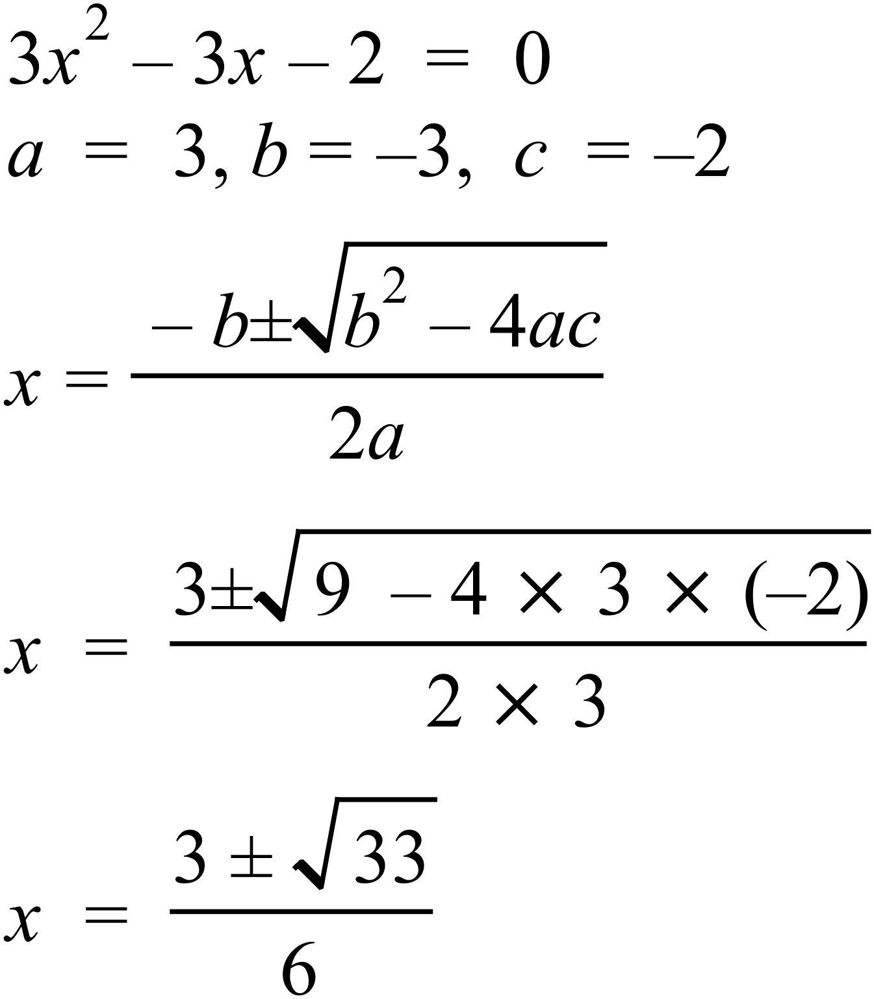 3x² – 3x – 2 = 0
a = 3, b = –3, c = –2
x = (– b ± √(b² – 4ac)) / (2a)
x = (3 ± √(9 – 4 × 3 × (–2))) / (2 × 3)
x = (3 ± √33) / 6